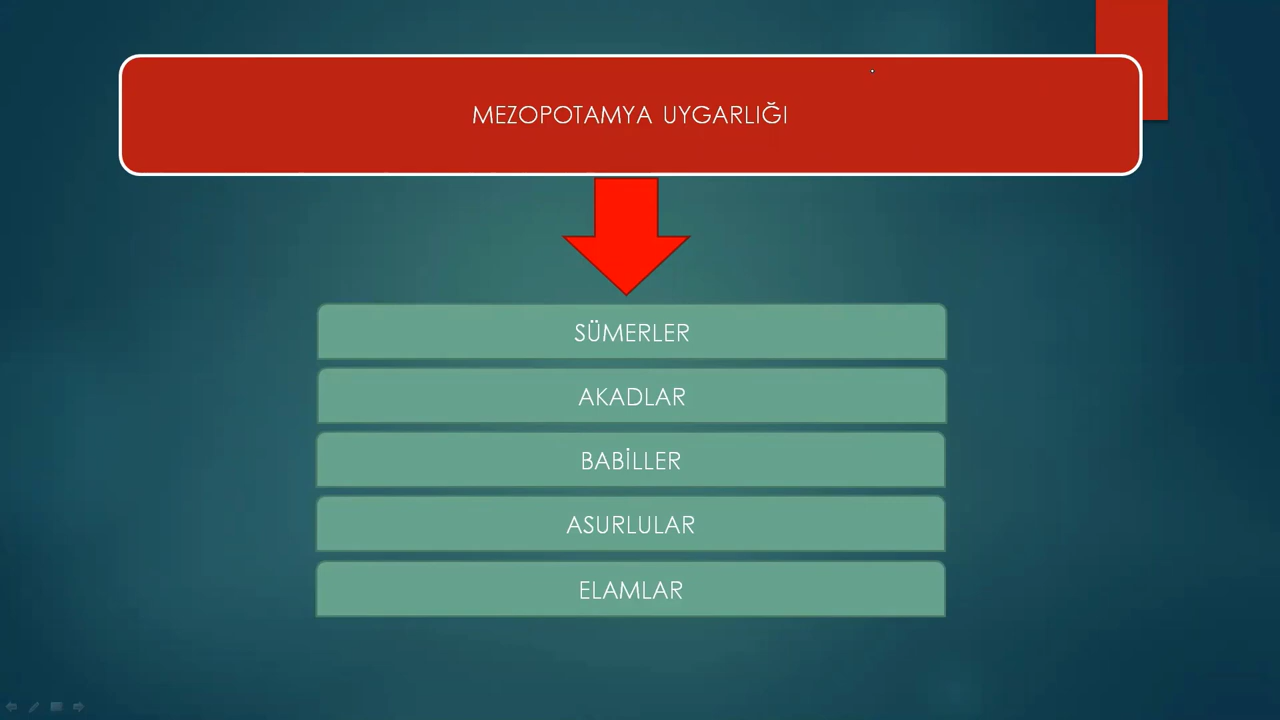 MEZOPOTAMYA UYGARLIĞI
SÜMERLER
AKADLAR
BABİLLER
ASURLULAR
ELAMLAR